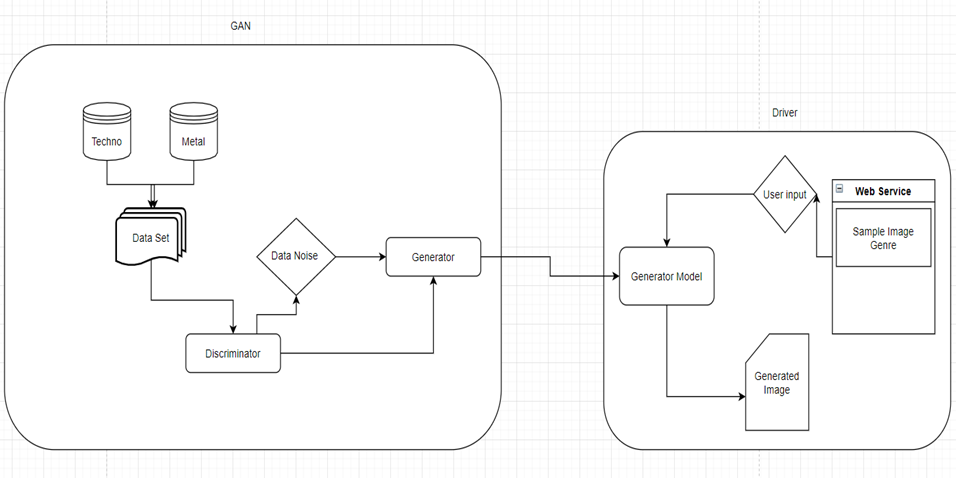 GAN
Techno
Metal
Data Set
Data Noise
Generator
Discriminator
Driver
User input
Web Service
Sample Image
Genre
Generator Model
Generated
Image